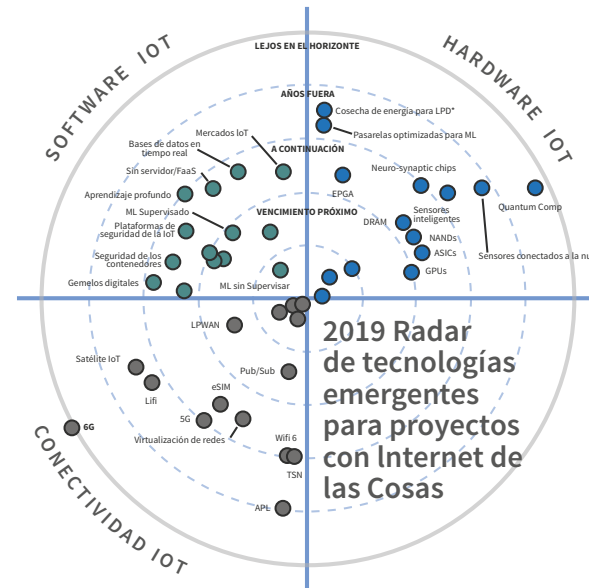 SOFTWARE IOT
HARDWARE IOT
LEJOS EN EL HORIZONTE
AÑOS FUERA
Cosecha de energía para LPD*
Pasarelas optimizadas para ML
Mercados IoT
Bases de datos en
tiempo real
A CONTINUACIÓN
Sin servidor/FaaS
Neuro-synaptic chips
Aprendizaje profundo
EPGA
Quantum Comp
ML Supervisado
VENCIMIENTO PRÓXIMO
Sensores
inteligentes
DRAM
Plataformas de
seguridad de la IoT
NANDs
Seguridad de los
contenedores
ASICs
Sensores conectados a la nu
GPUs
Gemelos digitales
ML sin Supervisar
LPWAN
2019 Radar
de tecnologías
emergentes
para proyectos
con Internet de
las Cosas
Satélite IoT
Pub/Sub
Lifi
eSIM
5G
6G
Virtualización de redes
Wifi 6
TSN
APL
CONECTIVIDAD IOT